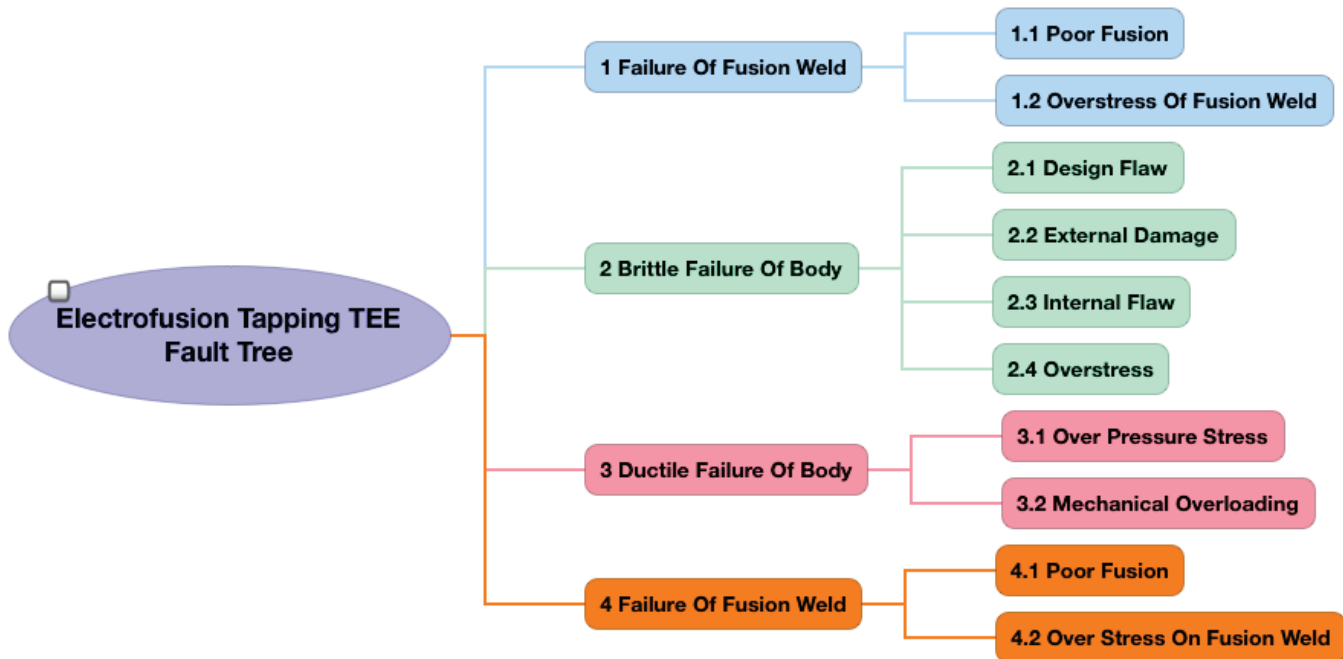 1.1 Poor Fusion
1 Failure Of Fusion Weld
1.2 Overstress Of Fusion Weld
2.1 Design Flaw
2.2 External Damage
2 Brittle Failure Of Body
2.3 Internal Flaw
Electrofusion Tapping TEE
Fault Tree
2.4 Overstress
3.1 Over Pressure Stress
3 Ductile Failure Of Body
3.2 Mechanical Overloading
4.1 Poor Fusion
4 Failure Of Fusion Weld
4.2 Over Stress On Fusion Weld